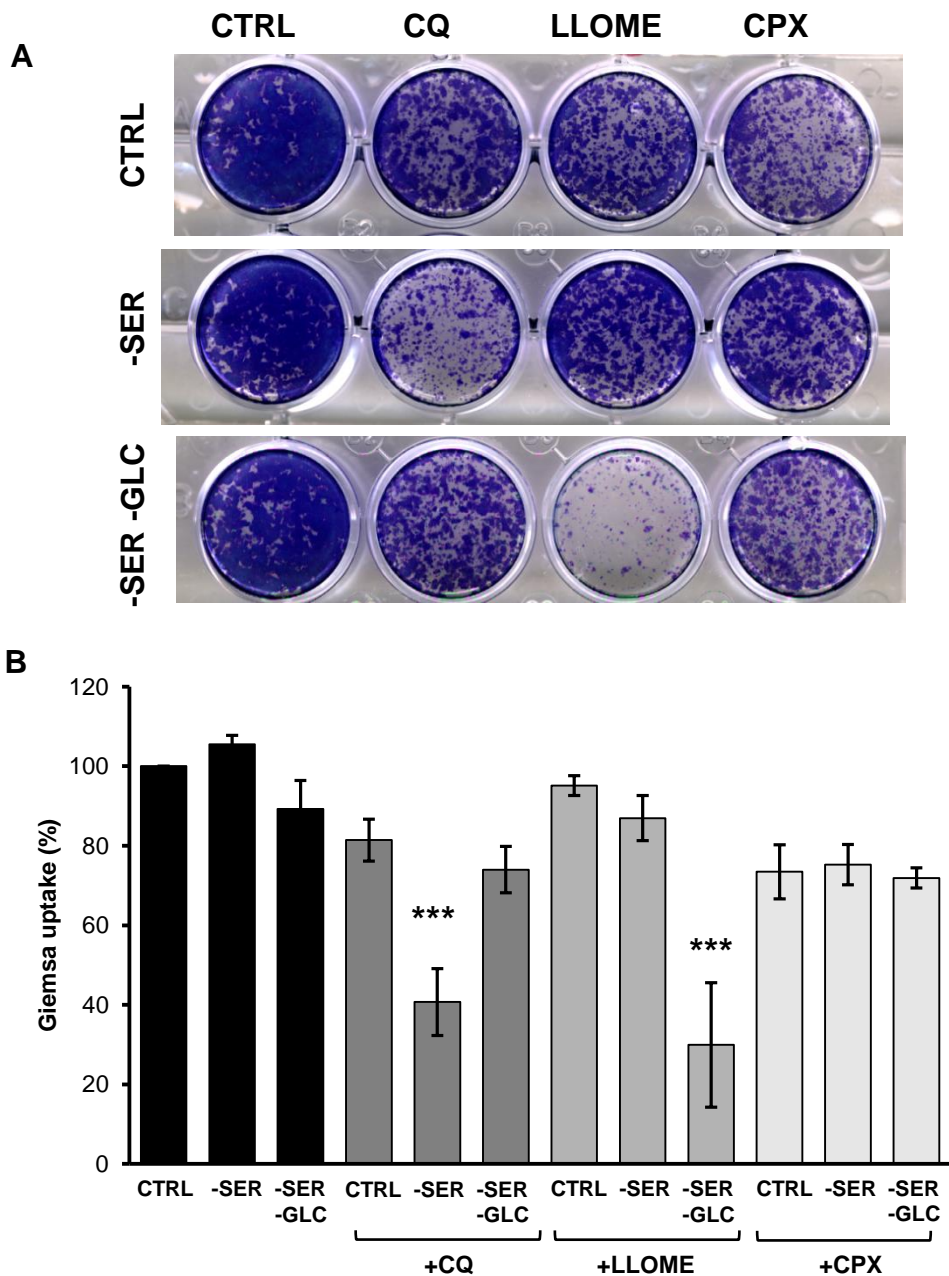 A
CTRL CQ LLOME CPX
CTRL
-SER
-SER -GLC
B
Giemsa uptake (%)
120
100
80
60
40
20
0
***
***
CTRL -SER -SER CTRL -SER -SER CTRL -SER -SER CTRL -SER -SER
-GLC -GLC -GLC -GLC
+CQ +LLOME +CPX